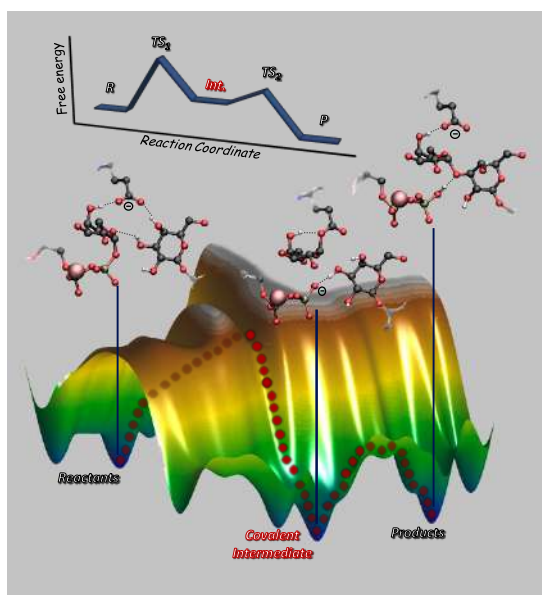 Free energy
R
TS1
Int.
TS2
P
Reaction Coordinate
Reactants
Covalent
Intermediate
Products